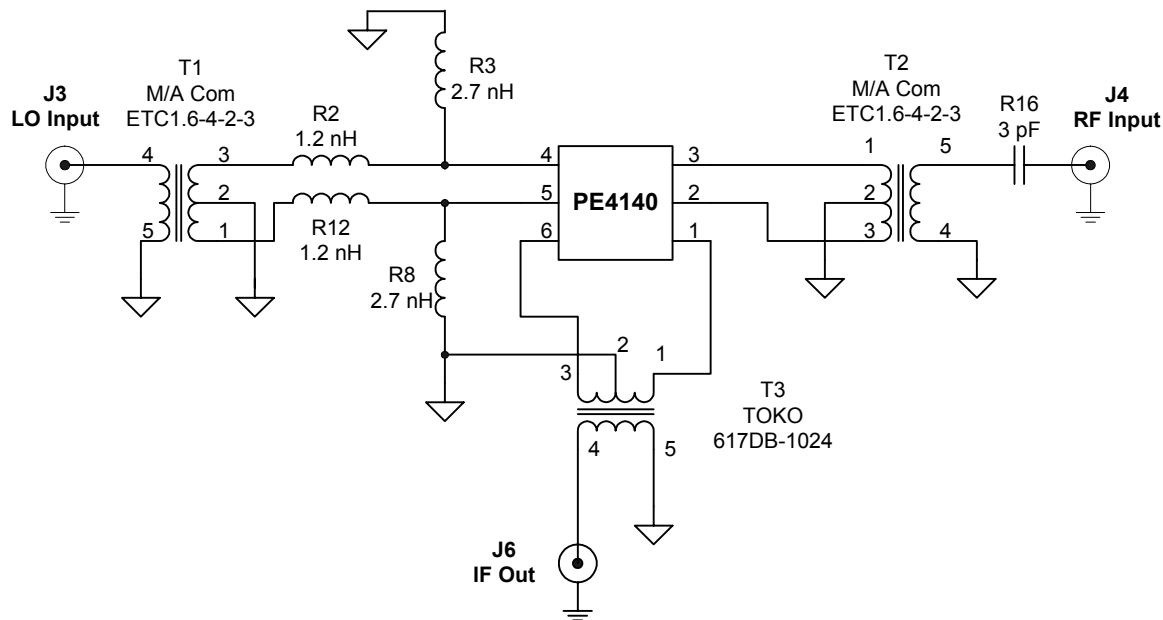 R3
2.7 nH
T1
M/A Com
ETC1.6-4-2-3
J3
LO Input
R2
1.2 nH
T2
M/A Com
ETC1.6-4-2-3
R16
3 pF
J4
RF Input
4
3
2
5
1
R12
1.2 nH
4
5
6
PE4140
3
2
1
1
2
3
5
4
R8
2.7 nH
2
1
3
4
5
T3
TOKO
617DB-1024
J6
IF Out